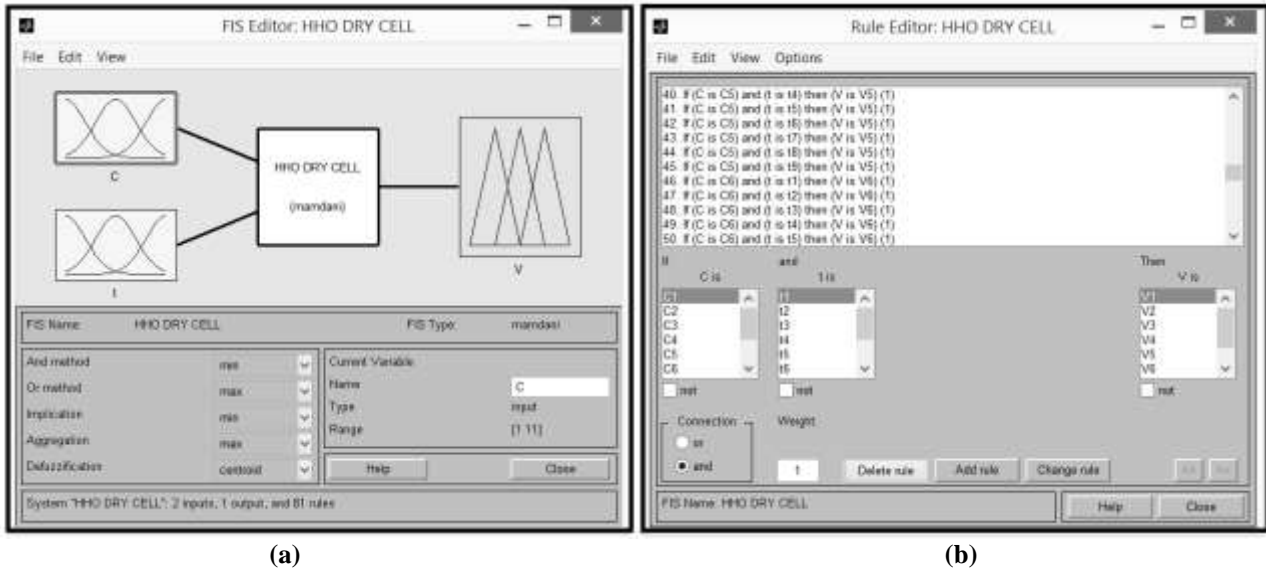 FIS Editor: HHO DRY CELL
File Edit View
C
HHO DRY CELL
(mamdani)
t
V
FIS Name: HHO DRY CELL FIS Type: mamdani
And method min
Or method max
Implication min
Aggregation max
Defuzzification centroid
Current Variable
Name C
Type input
Range [1 11]
Help Close
System "HHO DRY CELL": 2 inputs, 1 output, and 81 rules
(a)
Rule Editor: HHO DRY CELL
File Edit View Options
40. If (C is C5) and (t is t4) then (V is V5) (1)
41. If (C is C5) and (t is t5) then (V is V5) (1)
42. If (C is C5) and (t is t6) then (V is V5) (1)
43. If (C is C5) and (t is t7) then (V is V5) (1)
44. If (C is C5) and (t is t8) then (V is V5) (1)
45. If (C is C5) and (t is t9) then (V is V5) (1)
46. If (C is C6) and (t is t1) then (V is V6) (1)
47. If (C is C6) and (t is t2) then (V is V6) (1)
48. If (C is C6) and (t is t3) then (V is V6) (1)
49. If (C is C6) and (t is t4) then (V is V6) (1)
50. If (C is C6) and (t is t5) then (V is V6) (1)
If and Then
C is t is V is
C1 t1 V1
C2 t2 V2
C3 t3 V3
C4 t4 V4
C5 t5 V5
C6 t6 V6
not not not
Connection Weight:
or
and 1 Delete rule Add rule Change rule << >>
FIS Name: HHO DRY CELL Help Close
(b)